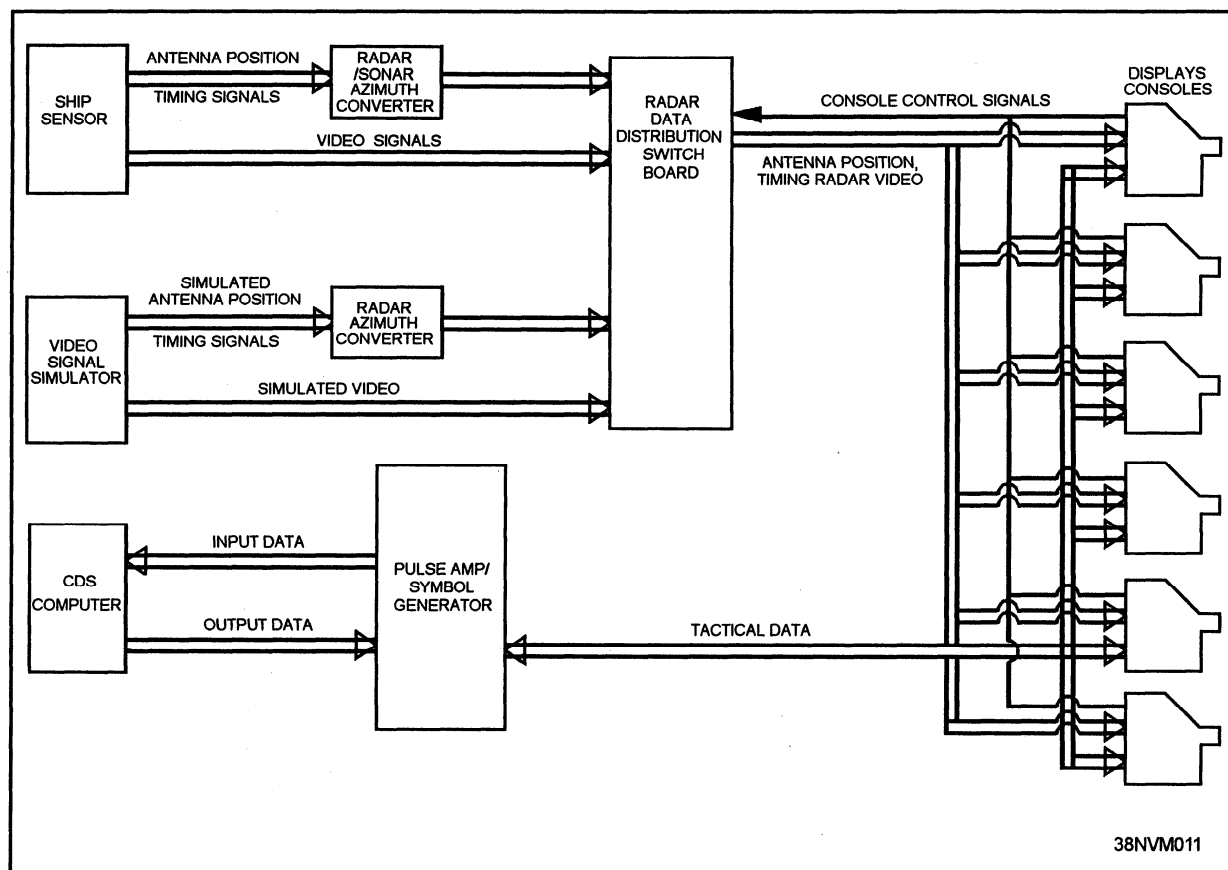 ANTENNA POSITION
TIMING SIGNALS
SHIP
SENSOR
VIDEO SIGNALS
RADAR
/SONAR
AZIMUTH
CONVERTER
RADAR
DATA
DISTRIBUTION
SWITCH
BOARD
DISPLAYS
CONSOLES
CONSOLE CONTROL SIGNALS
ANTENNA POSITION,
TIMING RADAR VIDEO
SIMULATED
ANTENNA POSITION
TIMING SIGNALS
VIDEO
SIGNAL
SIMULATOR
RADAR
AZIMUTH
CONVERTER
SIMULATED VIDEO
CDS
COMPUTER
INPUT DATA
OUTPUT DATA
PULSE AMP/
SYMBOL
GENERATOR
TACTICAL DATA
38NVM011